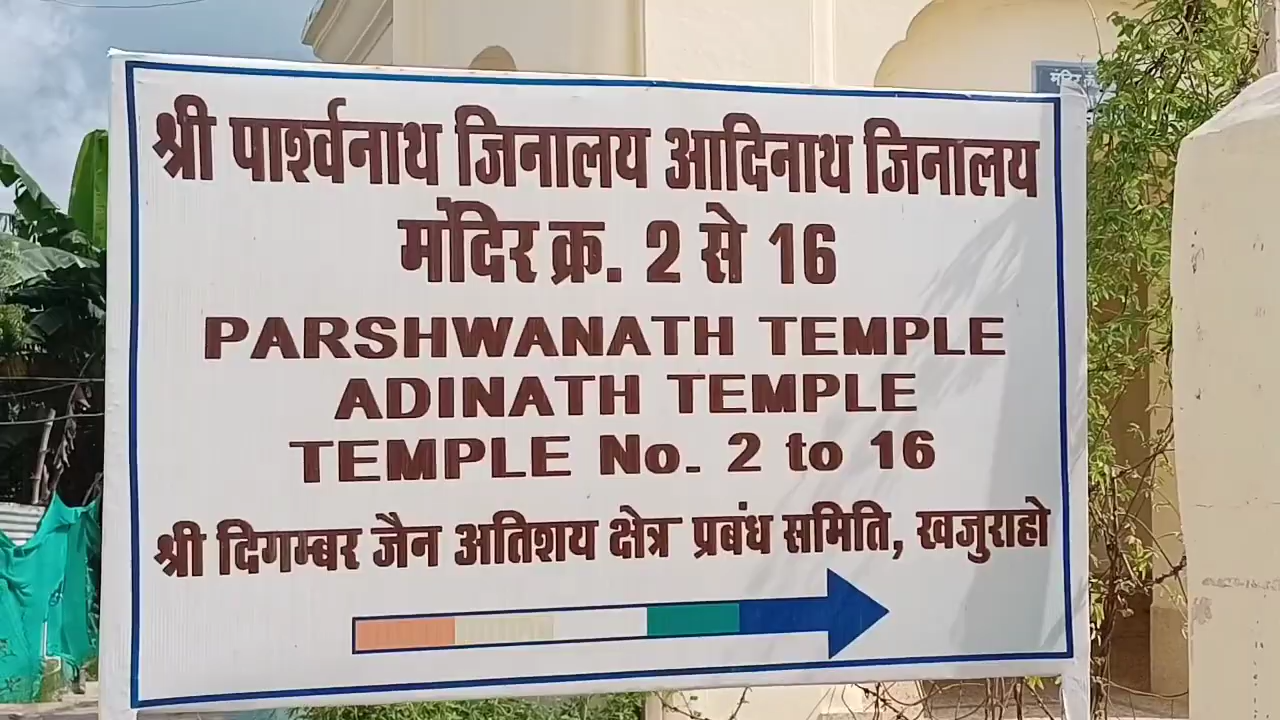 श्री पार्श्वनाथ जिनालय आदिनाथ जिनालय
मंदिर क्र. 2 से 16
PARSHWANATH TEMPLE
ADINATH TEMPLE
TEMPLE No. 2 to 16
श्री दिगम्बर जैन अतिशय क्षेत्र प्रबंध समिति, खजुराहो
मंदिर